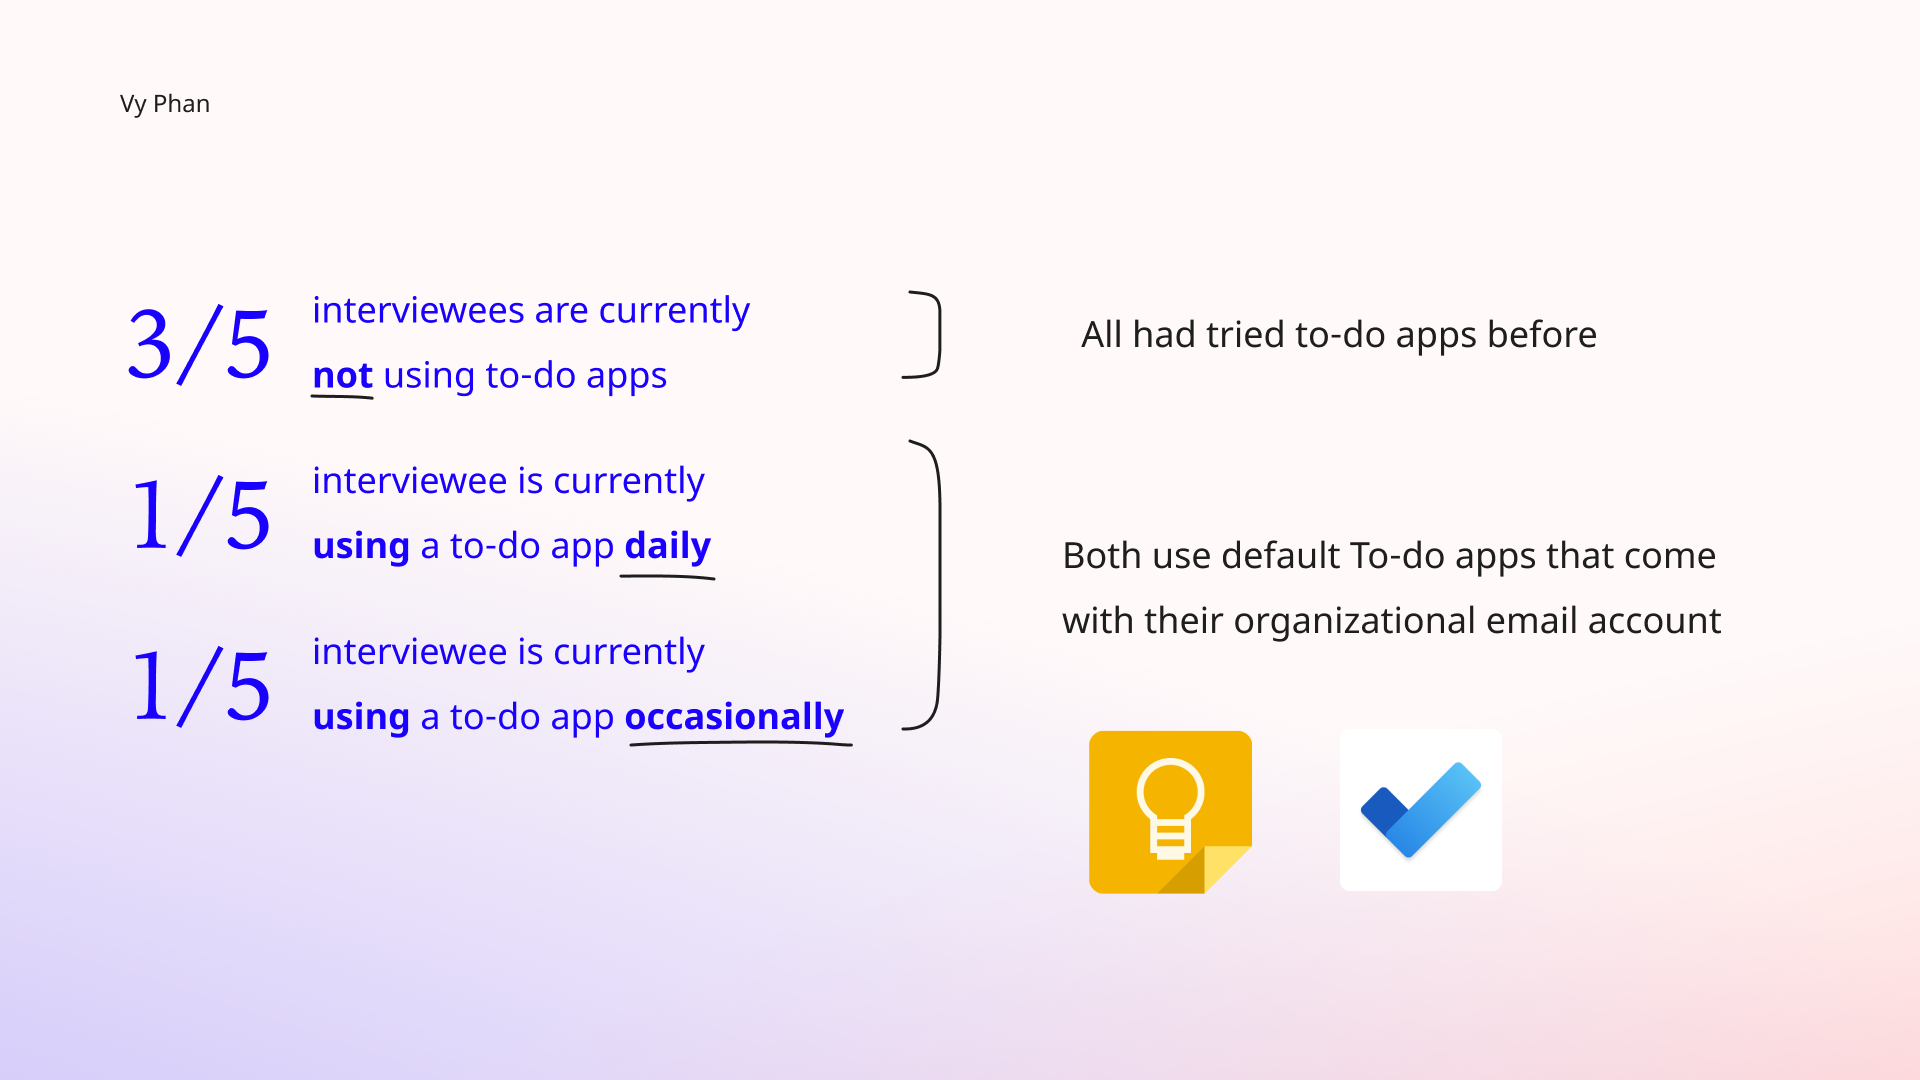 Vy Phan
3/5
interviewees are currently
not using to-do apps
All had tried to-do apps before
1/5
interviewee is currently
using a to-do app daily
1/5
interviewee is currently
using a to-do app occasionally
Both use default To-do apps that come
with their organizational email account